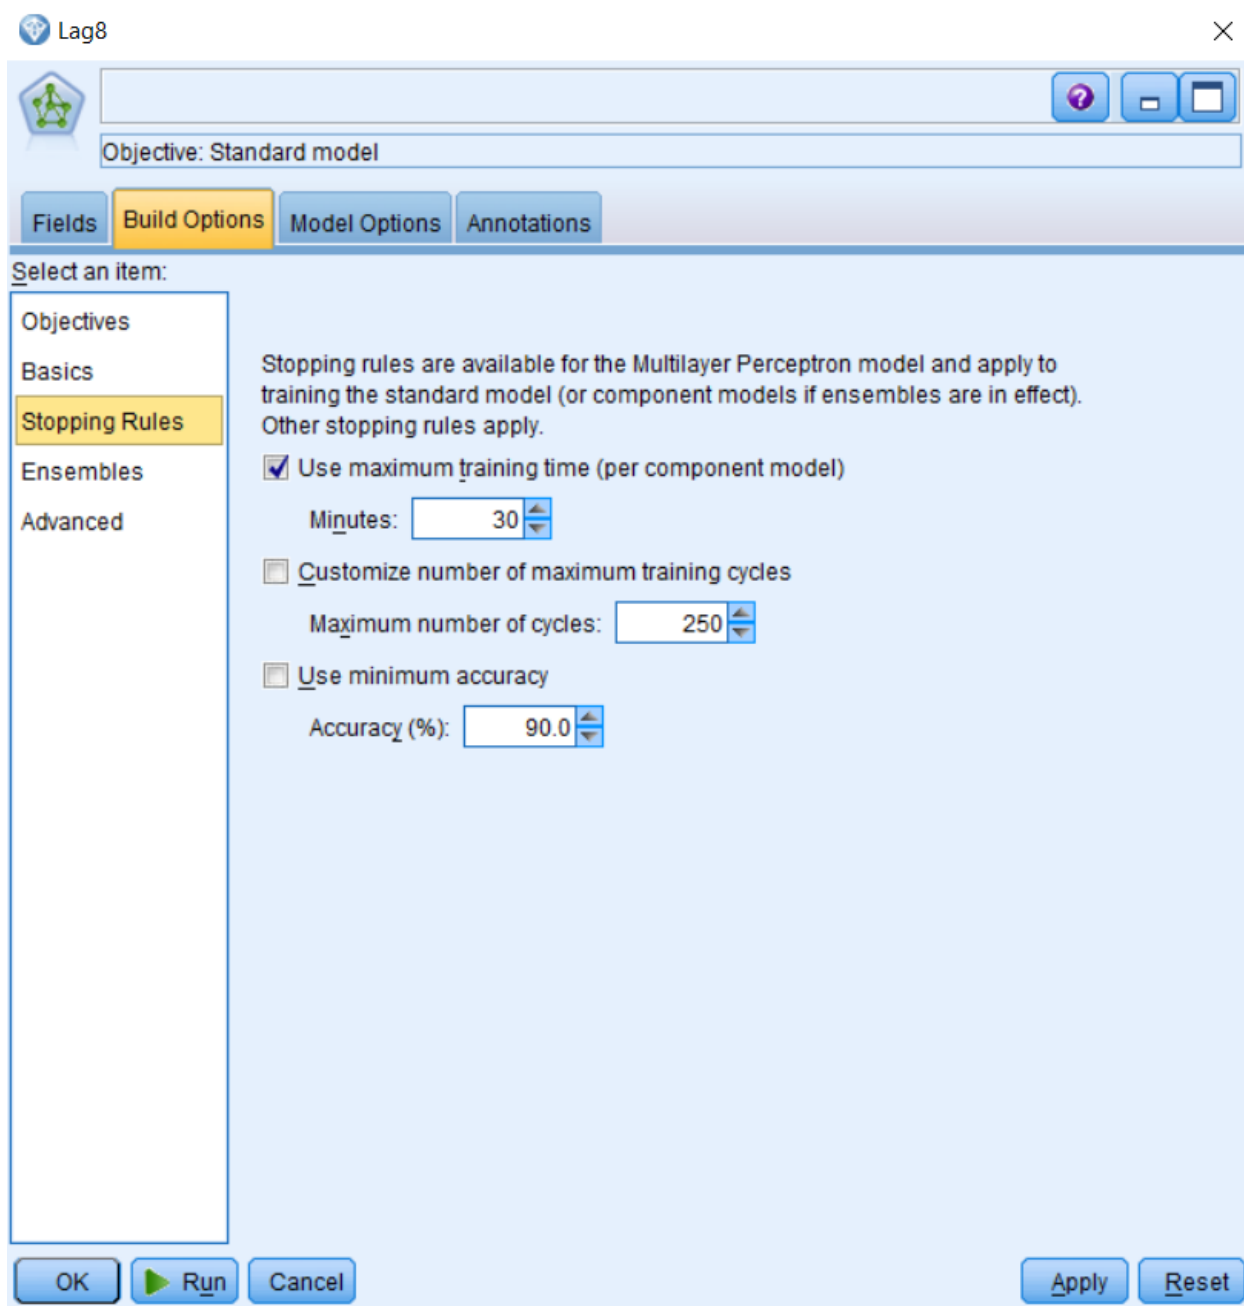 Lag8
Objective: Standard model
Fields Build Options Model Options Annotations
Select an item:
Objectives
Basics
Stopping Rules
Ensembles
Advanced
Stopping rules are available for the Multilayer Perceptron model and apply to
training the standard model (or component models if ensembles are in effect).
Other stopping rules apply.
Use maximum training time (per component model)
Minutes: 30
Customize number of maximum training cycles
Maximum number of cycles: 250
Use minimum accuracy
Accuracy (%): 90.0
OK Run Cancel Apply Reset